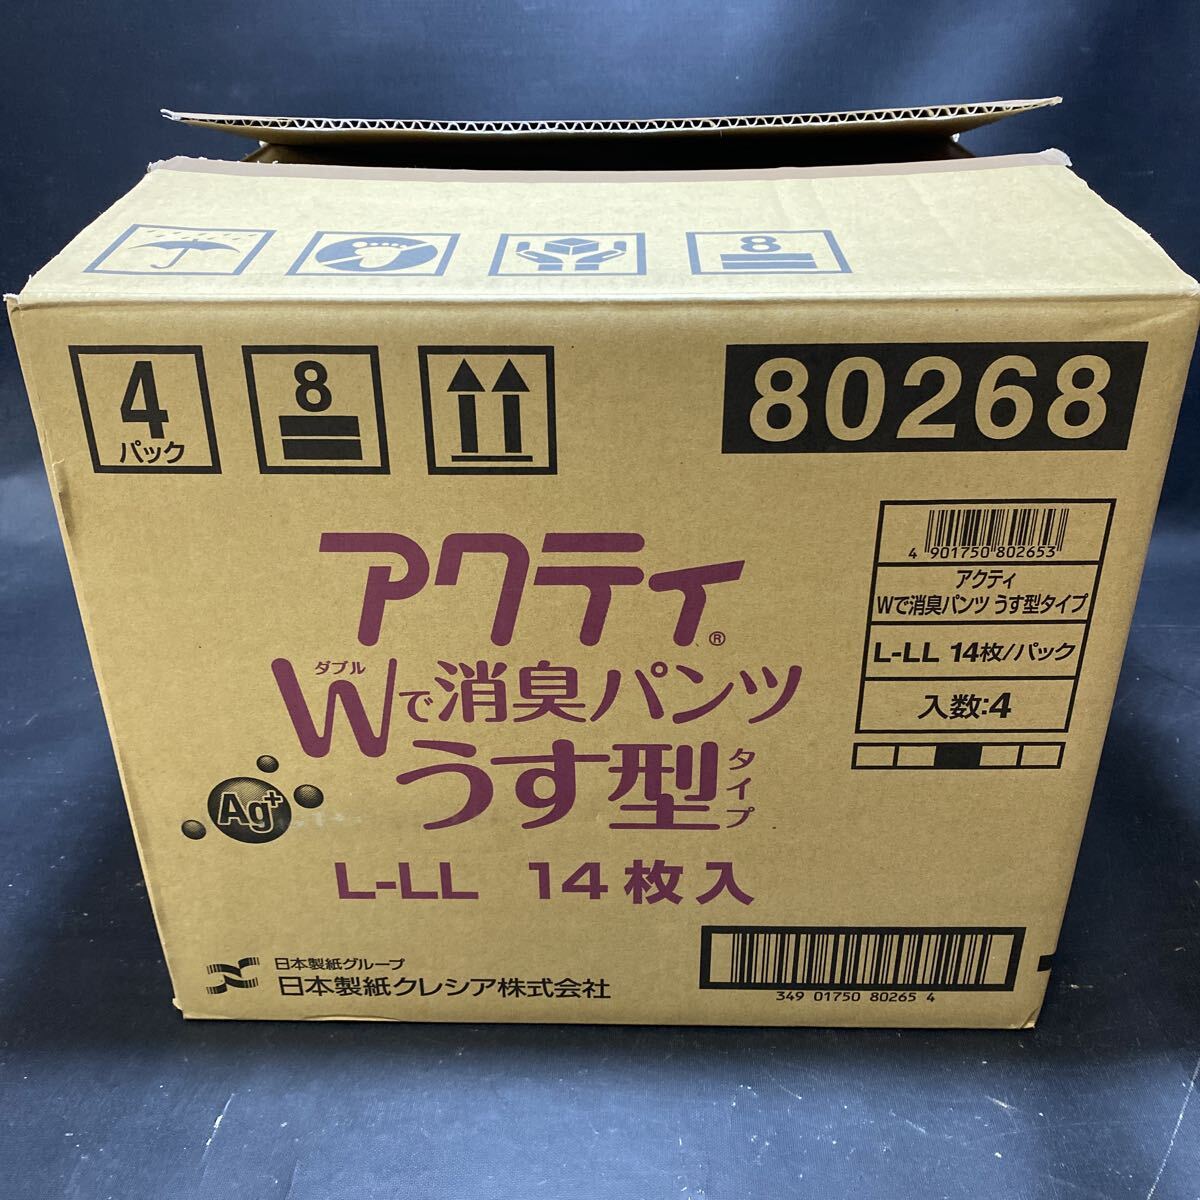 8
4
パック
8
80268
4 901750 802653
アクティ
Wで消臭パンツ うす型タイプ
L-LL 14枚/パック
入数:4
アクティ®
ダブル
Wで消臭パンツ
うす型タイプ
Ag+
L-LL 14枚入
日本製紙グループ
日本製紙クレシア株式会社
349 01750 80265 4